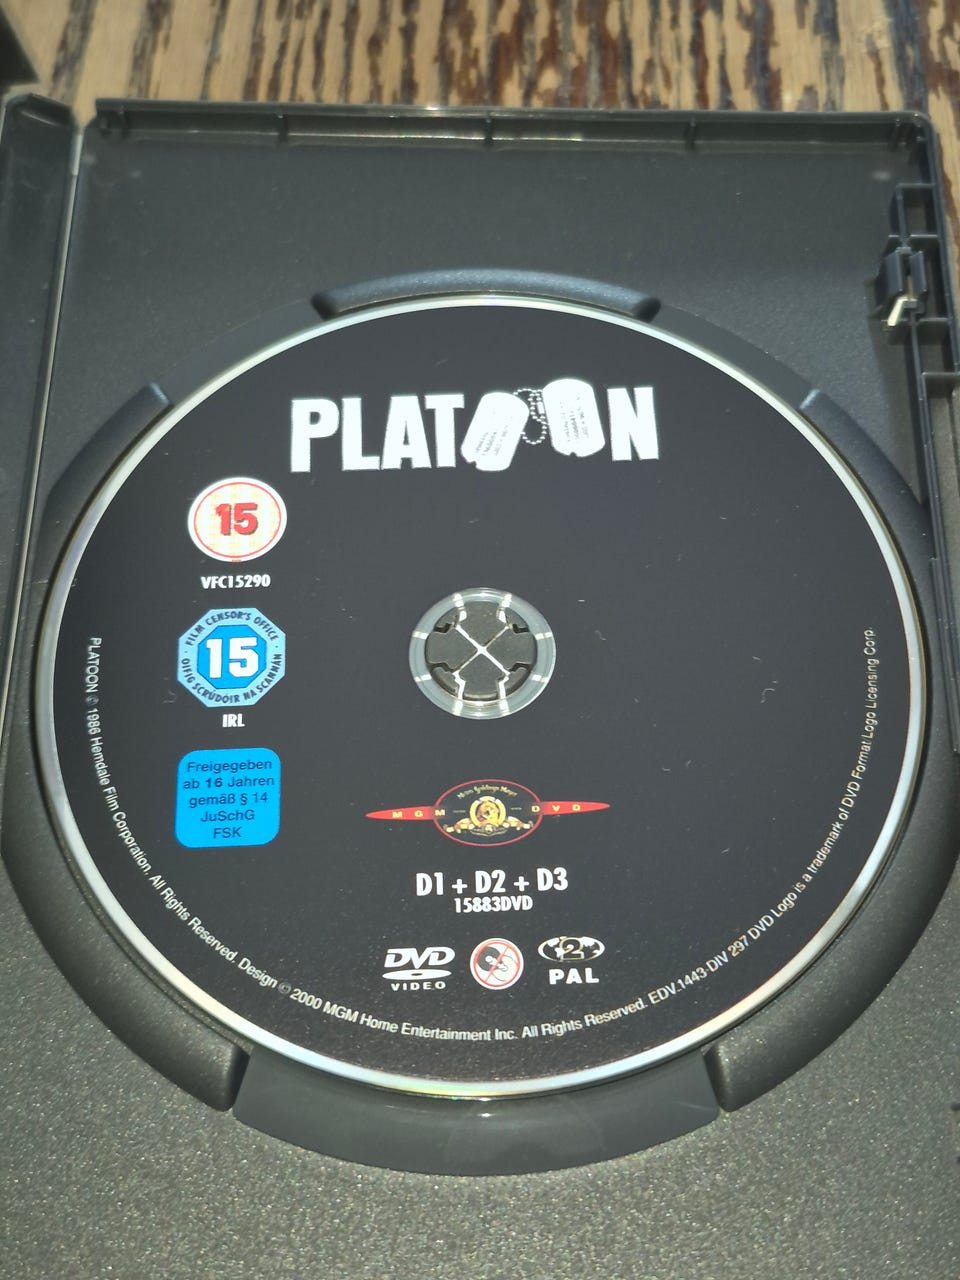 PLATOON
15
VFC15290
FILM CENSOR'S OFFICE
15
OIFIG SCRÚDÓIR NA SCANNÁN
IRL
Freigegeben
ab 16 Jahren
gemäß § 14
JuSchG
FSK
Metro Goldwyn Mayer
MGM DVD
D1 + D2 + D3
15883DVD
DVD
VIDEO
2
PAL
PLATOON © 1986 Hemdale Film Corporation. All Rights Reserved. Design © 2000 MGM Home Entertainment Inc. All Rights Reserved. EDV.1443-DIV 297 DVD Logo is a trademark of DVD Format Logo Licensing Corp.